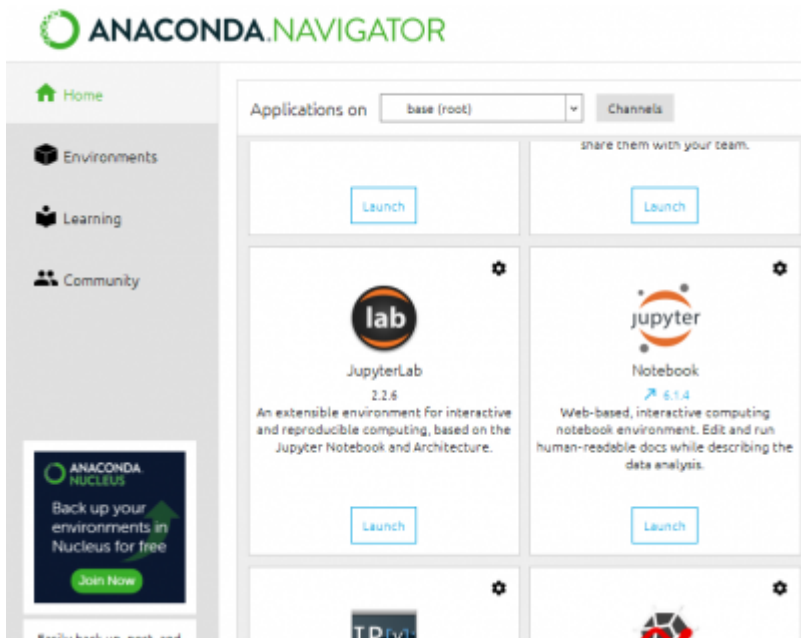 ANACONDA.NAVIGATOR
Home
Environments
Learning
Community
Applications on base (root) Channels
share them with your team.
Launch
Launch
lab
JupyterLab
2.2.6
An extensible environment for interactive
and reproducible computing, based on the
Jupyter Notebook and Architecture.
Launch
jupyter
Notebook
6.1.4
Web-based, interactive computing
notebook environment. Edit and run
human-readable docs while describing the
data analysis.
Launch
ANACONDA.
NUCLEUS
Back up your
environments in
Nucleus for free
Join Now
IP[y]: